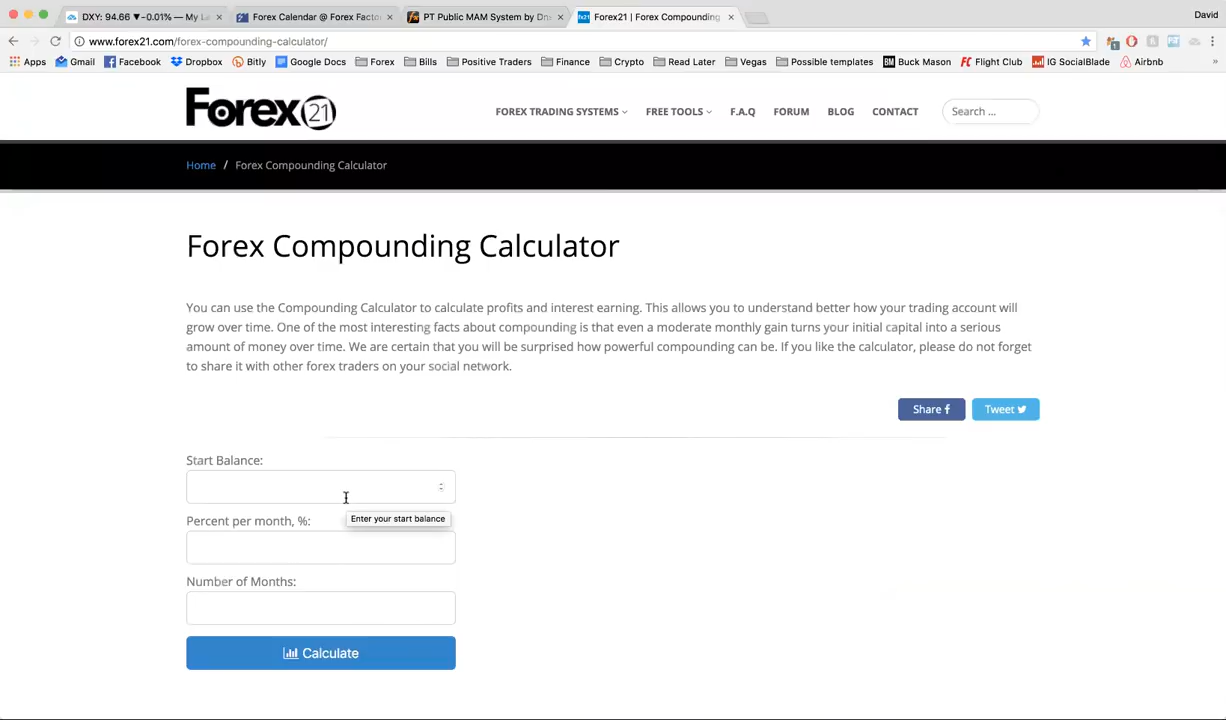 DXY: 94.66 ▼-0.01% — My L
Forex Calendar @ Forex Facto
PT Public MAM System by Dns
Forex21 | Forex Compounding
David
www.forex21.com/forex-compounding-calculator/
Apps Gmail Facebook Dropbox Bitly Google Docs Forex Bills Positive Traders Finance Crypto Read Later Vegas Possible templates BM Buck Mason FC Flight Club IG SocialBlade Airbnb »
Forex21
FOREX TRADING SYSTEMS FREE TOOLS F.A.Q FORUM BLOG CONTACT Search ...
Home / Forex Compounding Calculator
Forex Compounding Calculator
You can use the Compounding Calculator to calculate profits and interest earning. This allows you to understand better how your trading account will
grow over time. One of the most interesting facts about compounding is that even a moderate monthly gain turns your initial capital into a serious
amount of money over time. We are certain that you will be surprised how powerful compounding can be. If you like the calculator, please do not forget
to share it with other forex traders on your social network.
Share f Tweet
Start Balance:
Enter your start balance
Percent per month, %:
Number of Months:
Calculate